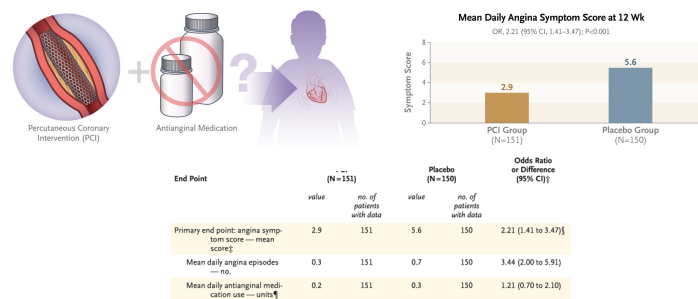 Mean Daily Angina Symptom Score at 12 Wk
OR, 2.21 (95% CI, 1.41–3.47); P<0.001
Symptom Score
8
6
4
2
0
2.9
5.6
PCI Group
(N=151)
Placebo Group
(N=150)
+
?
Percutaneous Coronary
Intervention (PCI)
Antianginal Medication
End Point
(N=151)
Placebo
(N=150)
Odds Ratio
or Difference
(95% CI)†
value
no. of
patients
with data
value
no. of
patients
with data
Primary end point: angina symp-
tom score — mean
score‡
2.9
151
5.6
150
2.21 (1.41 to 3.47)§
Mean daily angina episodes
— no.
0.3
151
0.7
150
3.44 (2.00 to 5.91)
Mean daily antianginal medi-
cation use — units¶
0.2
151
0.3
150
1.21 (0.70 to 2.10)